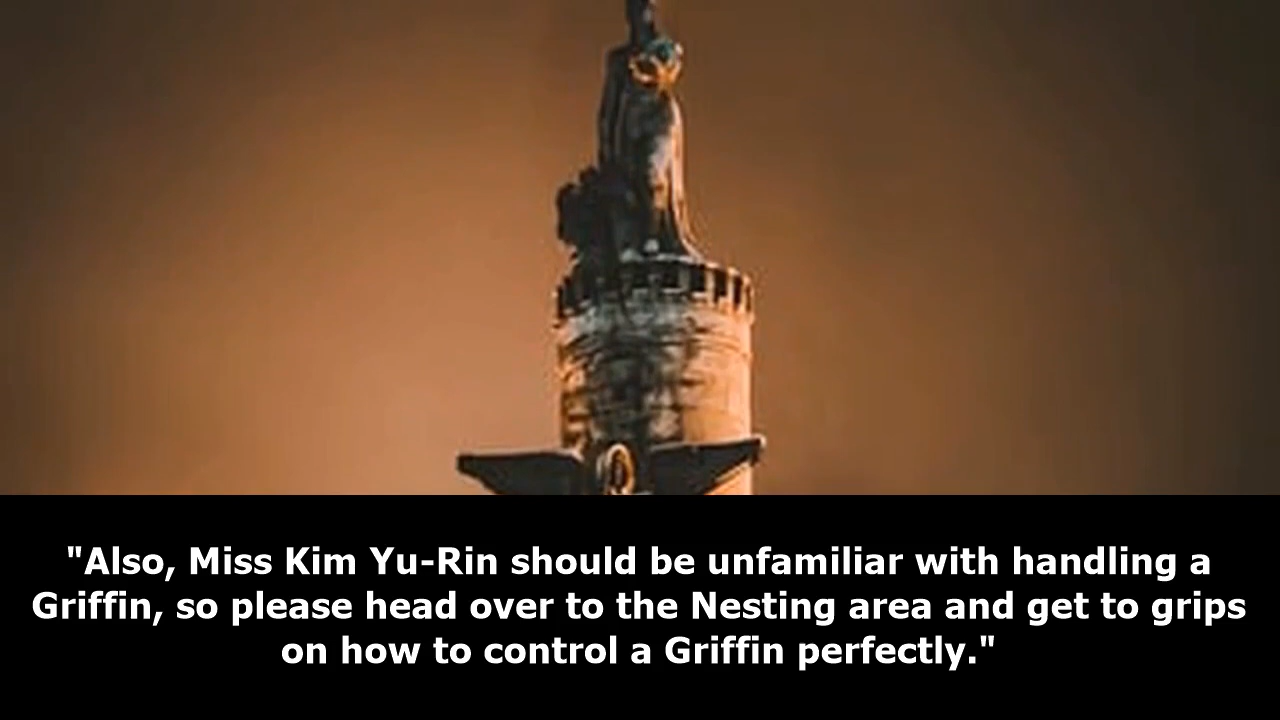 "Also, Miss Kim Yu-Rin should be unfamiliar with handling a
Griffin, so please head over to the Nesting area and get to grips
on how to control a Griffin perfectly."